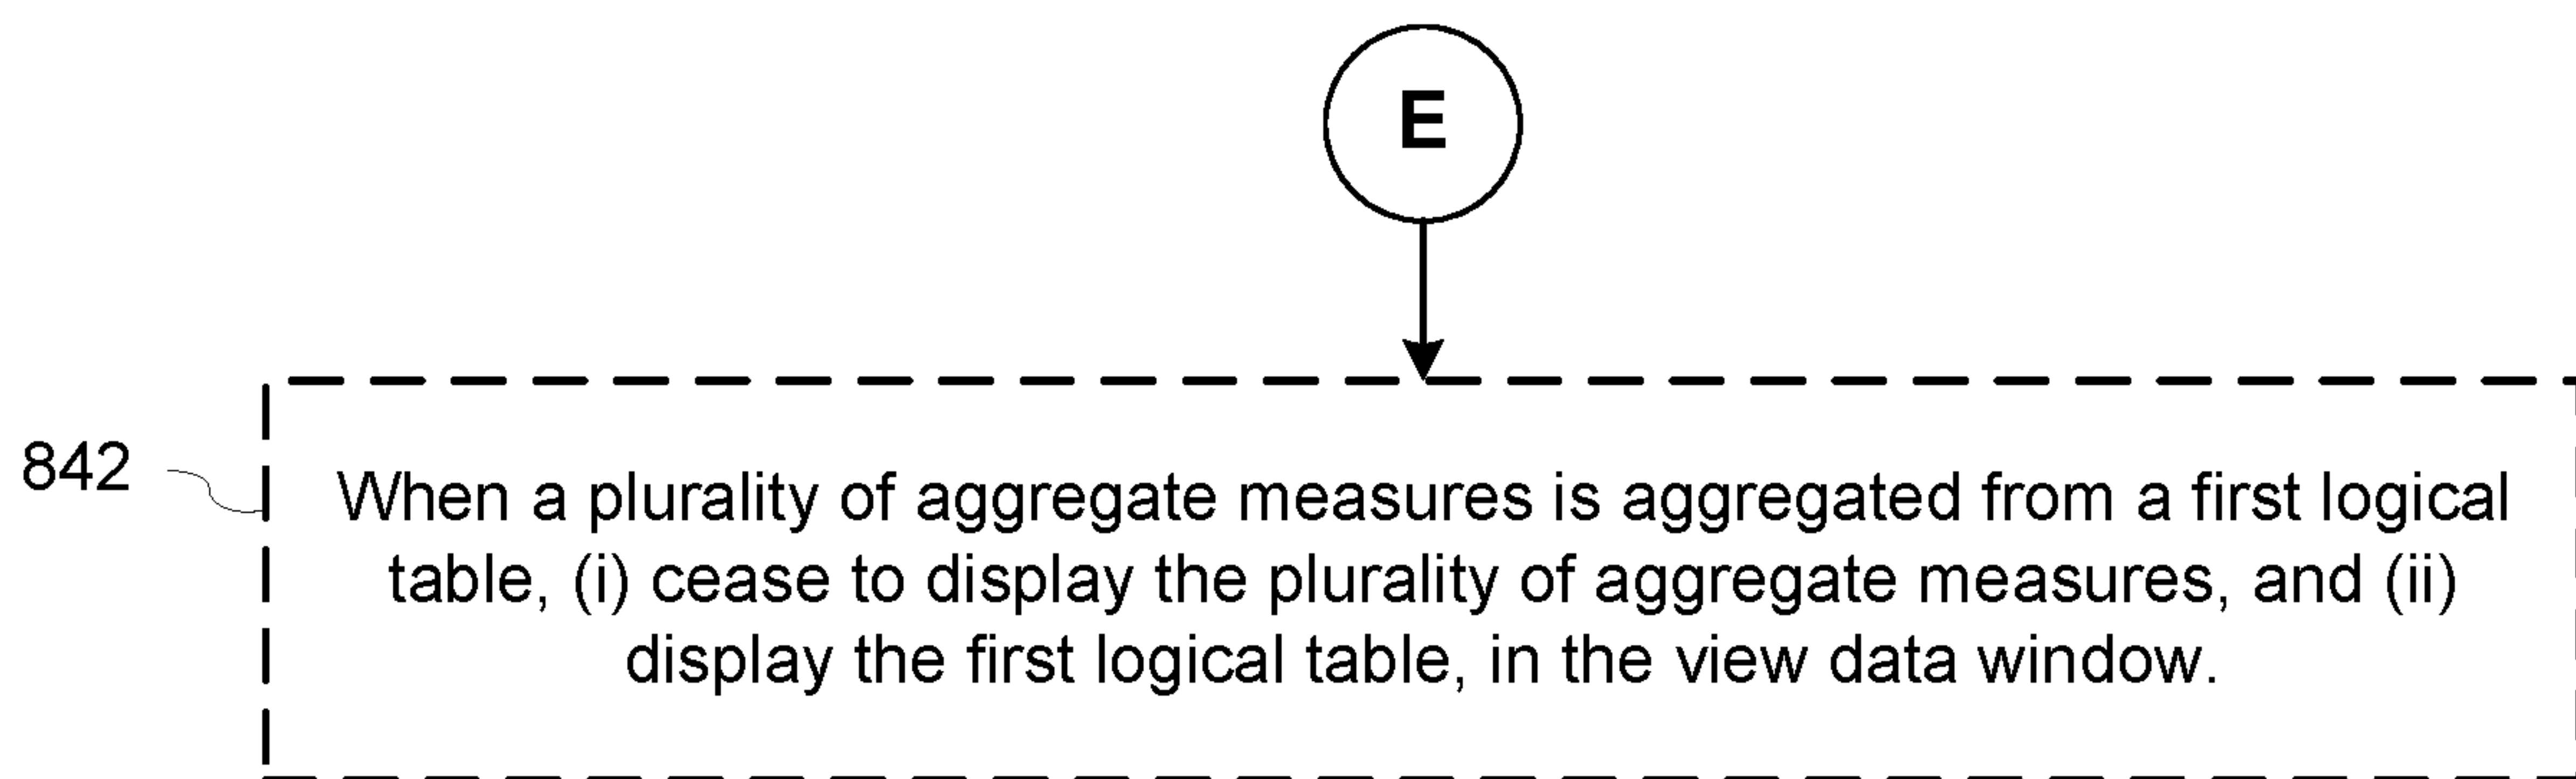 E
842
When a plurality of aggregate measures is aggregated from a first logical
table, (i) cease to display the plurality of aggregate measures, and (ii)
display the first logical table, in the view data window.